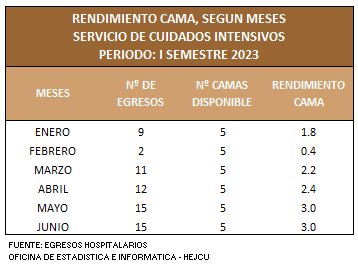 RENDIMIENTO CAMA, SEGUN MESES
SERVICIO DE CUIDADOS INTENSIVOS
PERIODO: I SEMESTRE 2023
MESES Nº DE EGRESOS Nº CAMAS DISPONIBLE RENDIMIENTO CAMA
ENERO 9 5 1.8
FEBRERO 2 5 0.4
MARZO 11 5 2.2
ABRIL 12 5 2.4
MAYO 15 5 3.0
JUNIO 15 5 3.0
FUENTE: EGRESOS HOSPITALARIOS
OFICINA DE ESTADISTICA E INFORMATICA - HEJCU